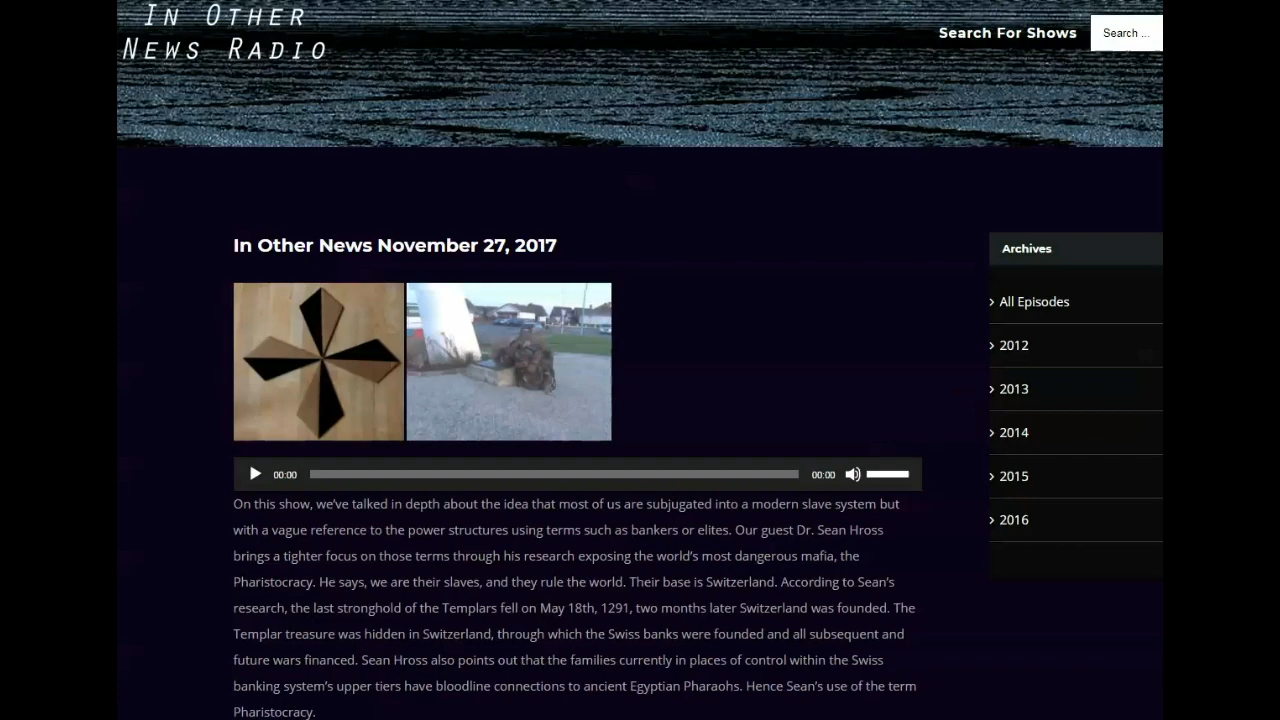 In Other
News Radio
Search For Shows
Search ...
In Other News November 27, 2017
Archives
All Episodes
2012
2013
2014
2015
2016
00:00
00:00
On this show, we've talked in depth about the idea that most of us are subjugated into a modern slave system but
with a vague reference to the power structures using terms such as bankers or elites. Our guest Dr. Sean Hross
brings a tighter focus on those terms through his research exposing the world's most dangerous mafia, the
Pharistocracy. He says, we are their slaves, and they rule the world. Their base is Switzerland. According to Sean's
research, the last stronghold of the Templars fell on May 18th, 1291, two months later Switzerland was founded. The
Templar treasure was hidden in Switzerland, through which the Swiss banks were founded and all subsequent and
future wars financed. Sean Hross also points out that the families currently in places of control within the Swiss
banking system's upper tiers have bloodline connections to ancient Egyptian Pharaohs. Hence Sean's use of the term
Pharistocracy.